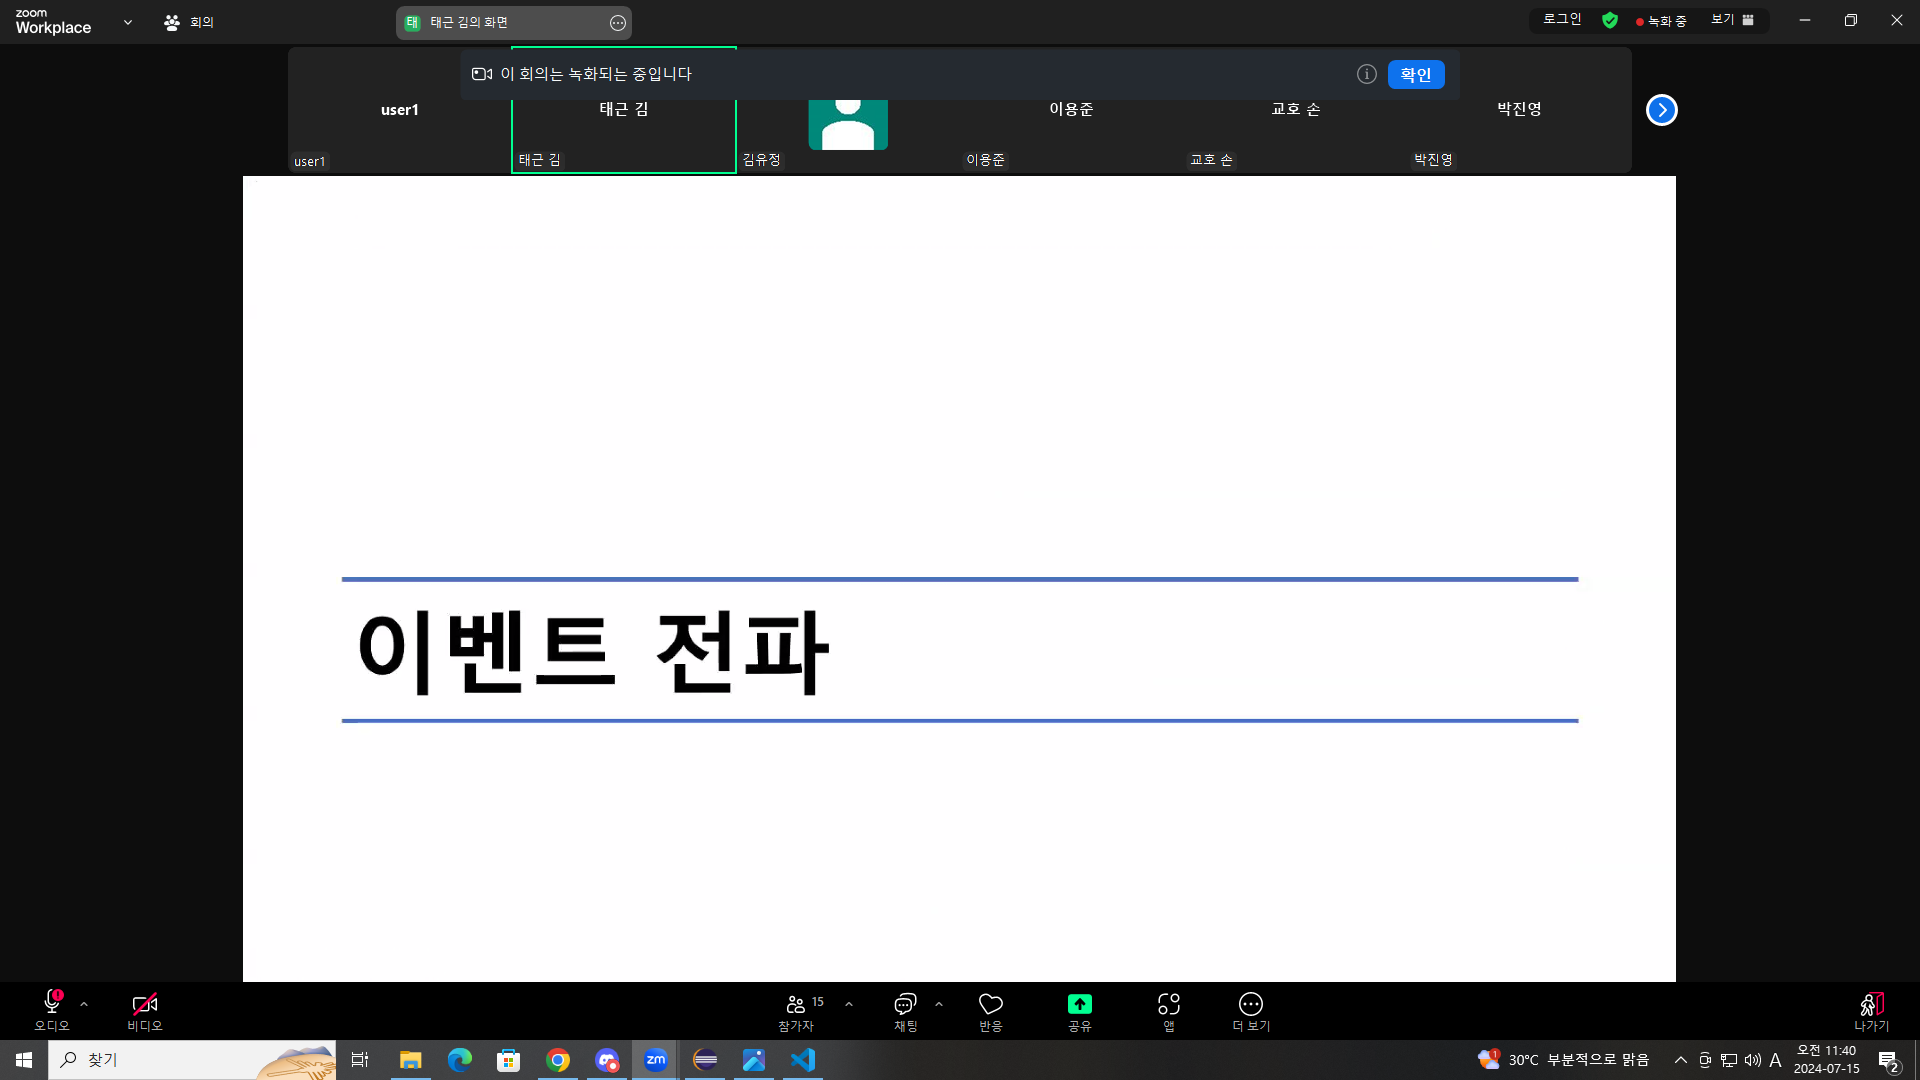 zoom
Workplace
회의
태
태근 김의 화면
로그인
녹화 중
보기
이 회의는 녹화되는 중입니다
확인
user1
태근 김
이용준
교호 손
박진영
user1
태근 김
김유정
이용준
교호 손
박진영
이벤트 전파
오디오
비디오
참가자
15
채팅
반응
공유
앱
더 보기
나가기
찾기
zm
1
30°C 부분적으로 맑음
A
오전 11:40
2024-07-15
2